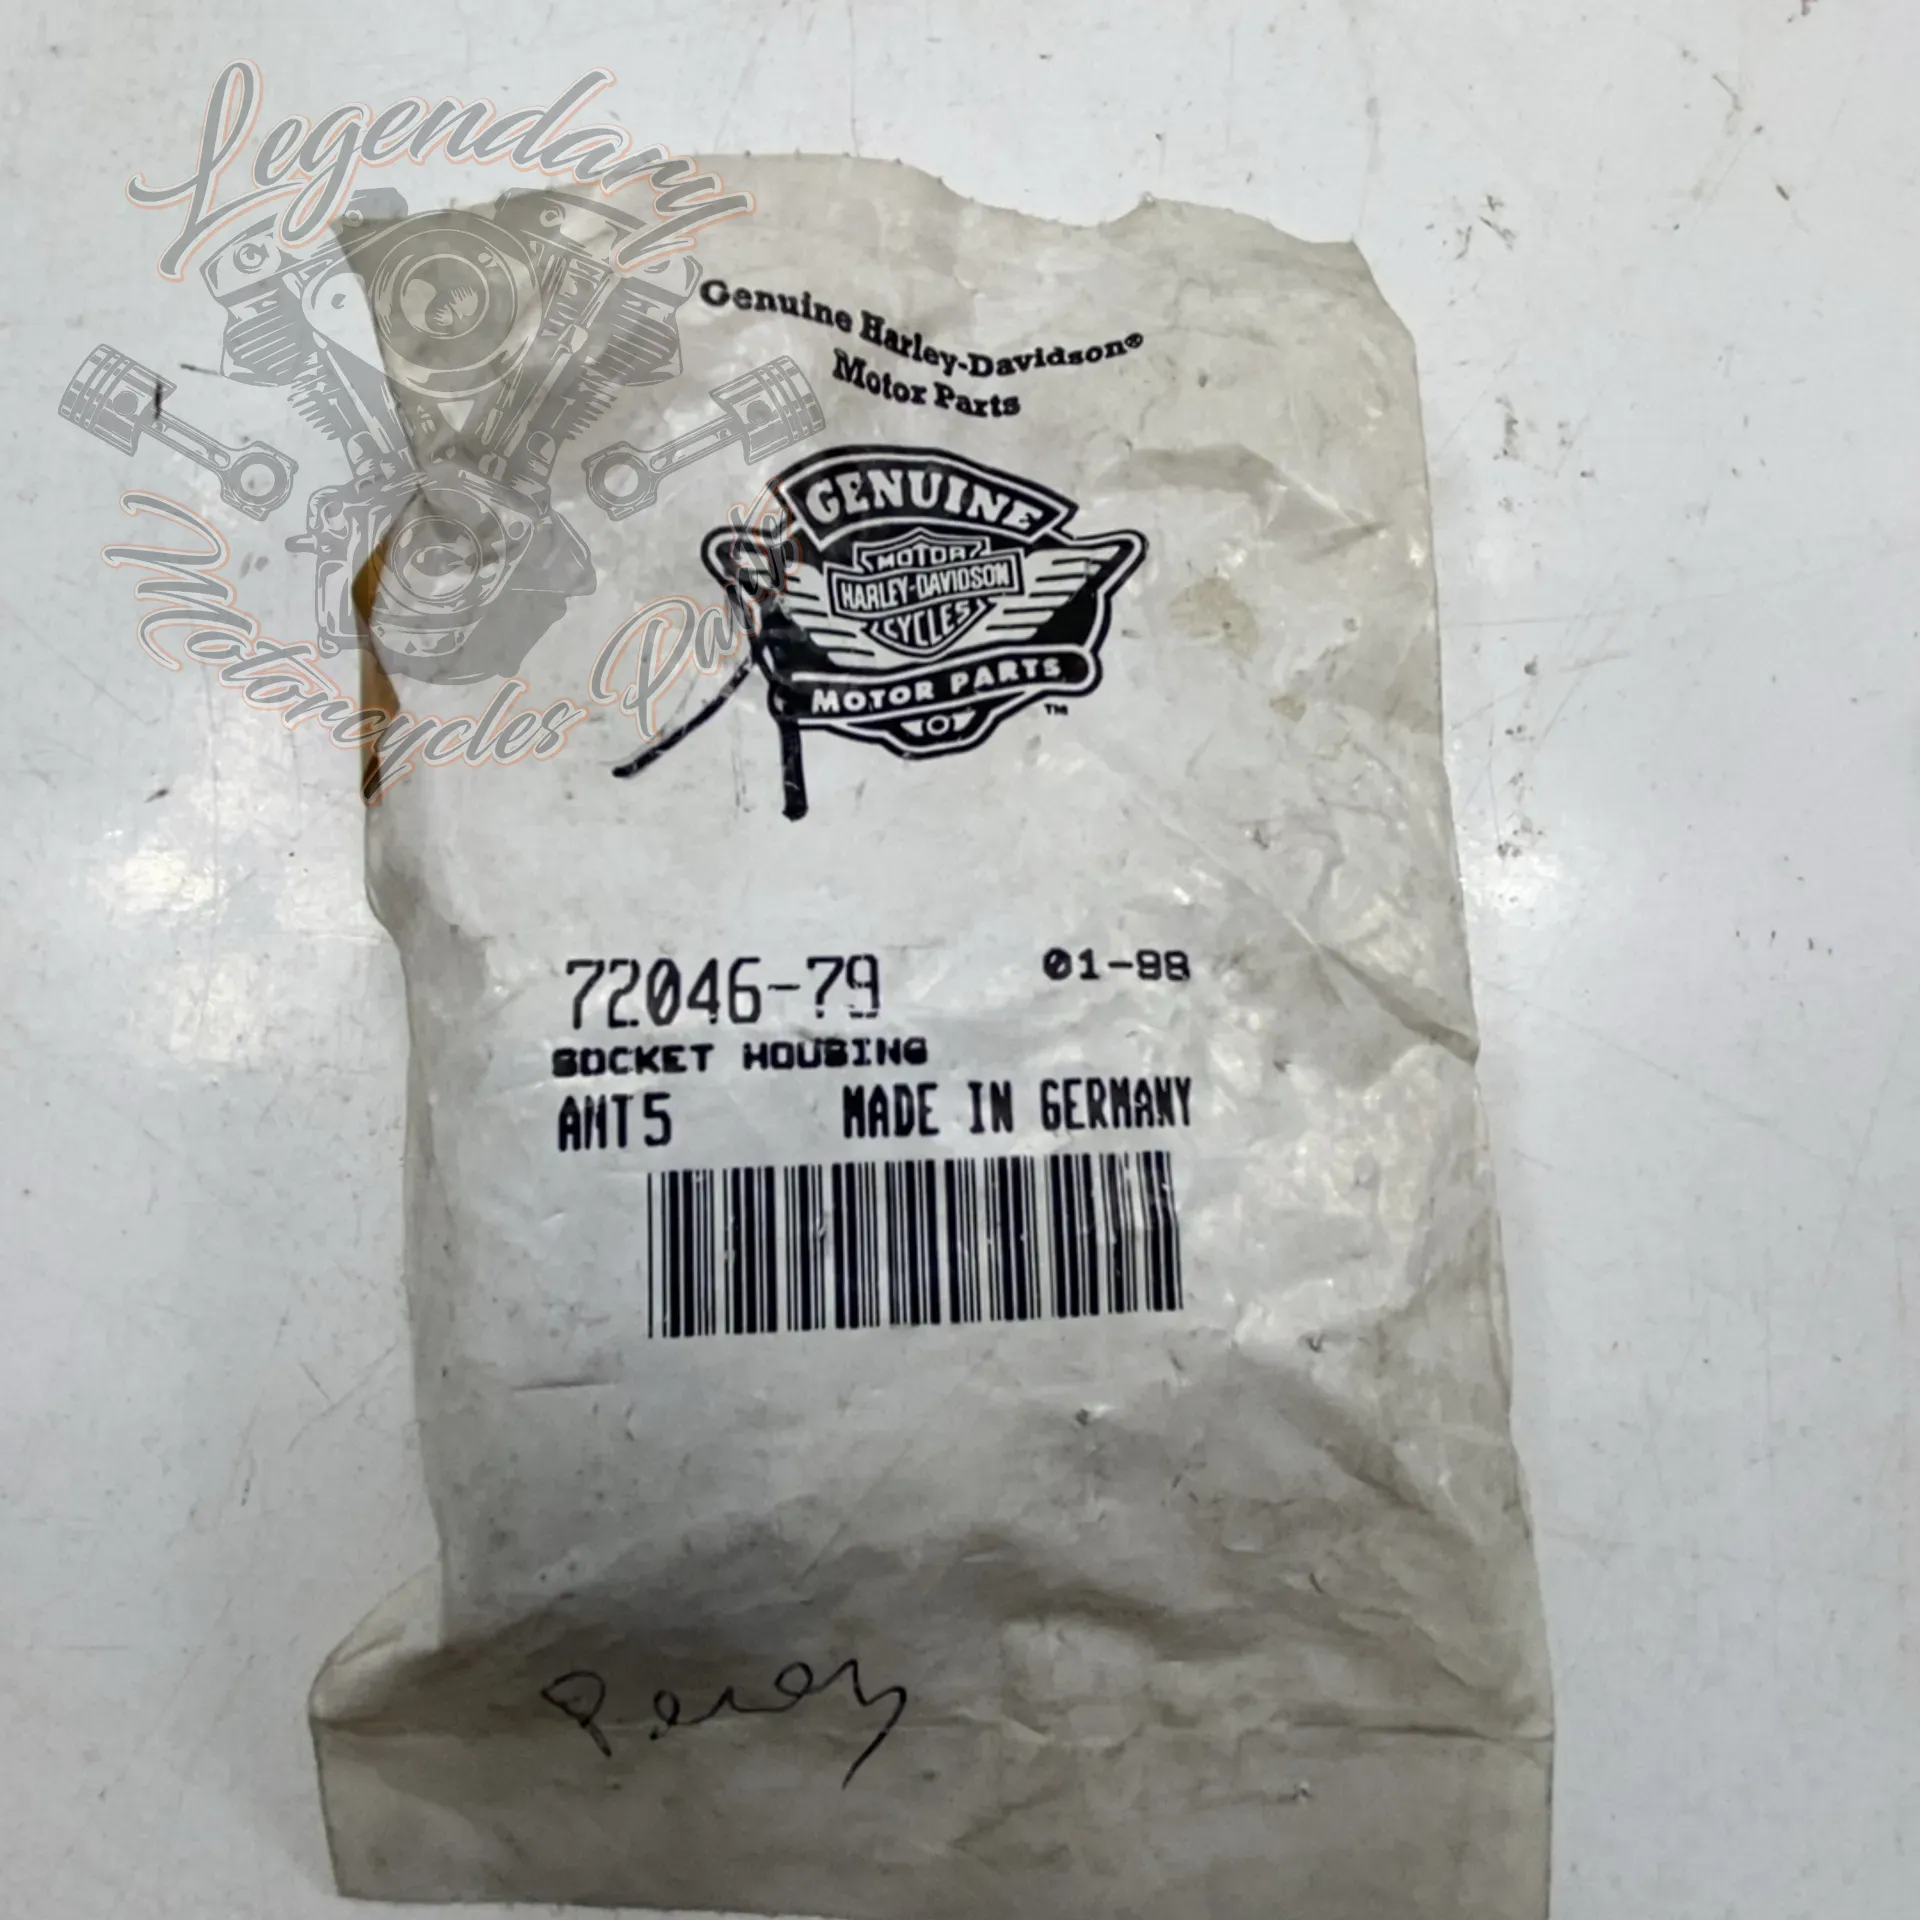 Legendary
Motorcycles Parts
Genuine Harley-Davidson®
Motor Parts
GENUINE
MOTOR
HARLEY-DAVIDSON
CYCLES
MOTOR PARTS
™
72046-79 01-98
SOCKET HOUSING
AMT5 MADE IN GERMANY